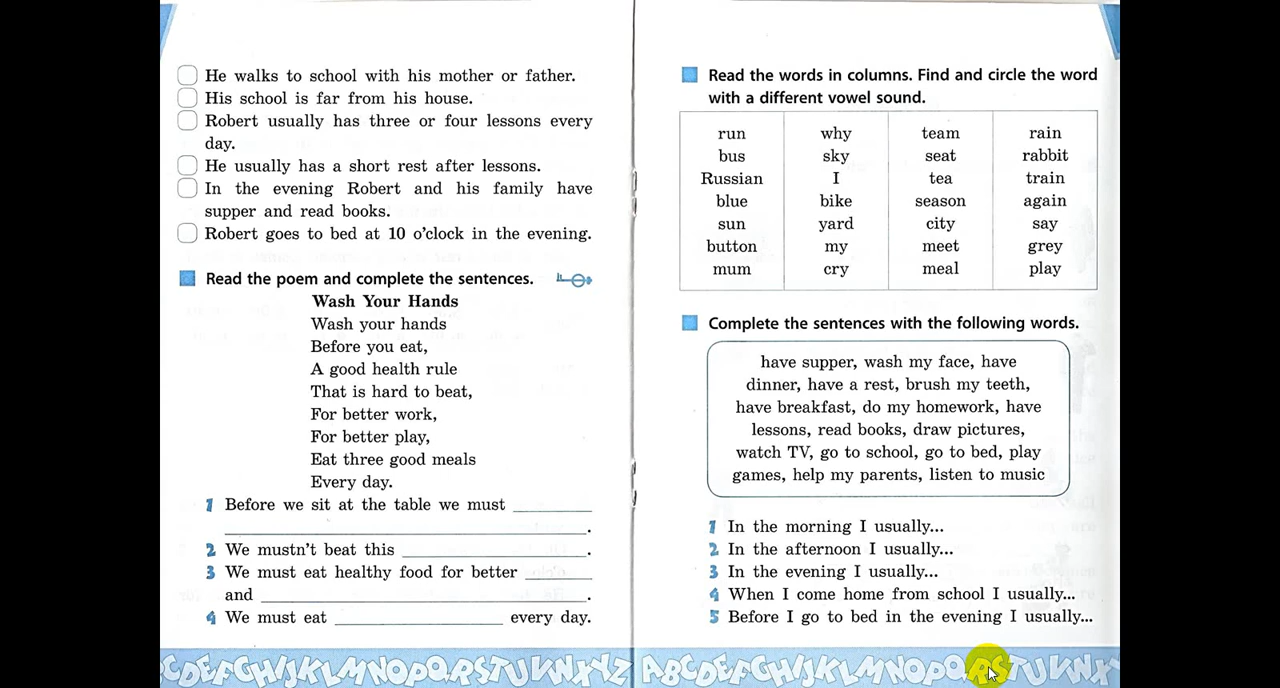 He walks to school with his mother or father.
His school is far from his house.
Robert usually has three or four lessons every
day.
He usually has a short rest after lessons.
In the evening Robert and his family have
supper and read books.
Robert goes to bed at 10 o'clock in the evening.
Read the poem and complete the sentences.
Wash Your Hands
Wash your hands
Before you eat,
A good health rule
That is hard to beat,
For better work,
For better play,
Eat three good meals
Every day.
1 Before we sit at the table we must ________
________.
2 We mustn't beat this ________.
3 We must eat healthy food for better ________
and ________.
4 We must eat ________ every day.
CDEFGHIJKLMNOPQRSTUVWXYZ
Read the words in columns. Find and circle the word
with a different vowel sound.
run why team rain
bus sky seat rabbit
Russian I tea train
blue bike season again
sun yard city say
button my meet grey
mum cry meal play
Complete the sentences with the following words.
have supper, wash my face, have
dinner, have a rest, brush my teeth,
have breakfast, do my homework, have
lessons, read books, draw pictures,
watch TV, go to school, go to bed, play
games, help my parents, listen to music
1 In the morning I usually...
2 In the afternoon I usually...
3 In the evening I usually...
4 When I come home from school I usually...
5 Before I go to bed in the evening I usually...
ABCDEFGHIJKLMNOPQRSTUVWX